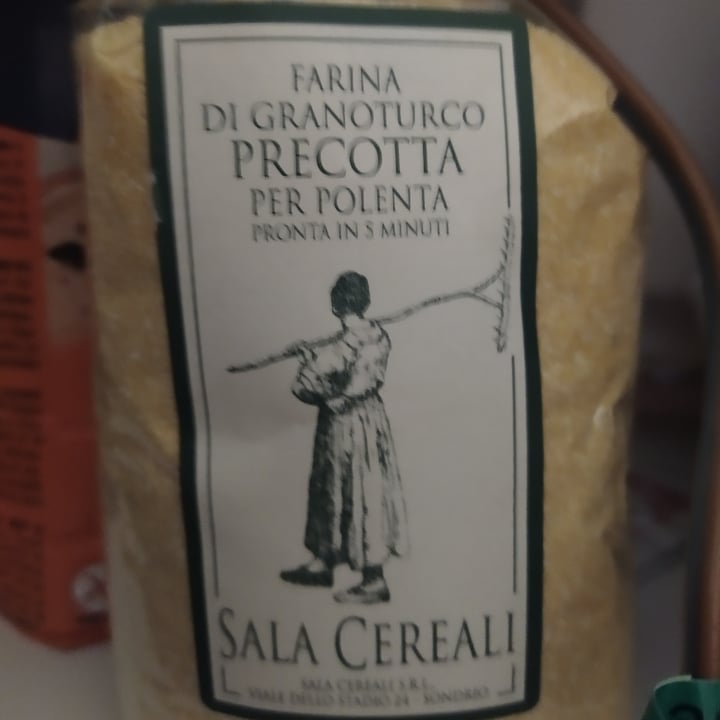 FARINA
DI GRANOTURCO
PRECOTTA
PER POLENTA
PRONTA IN 5 MINUTI
SALA CEREALI
SALA CEREALI S.R.L.
VIALE DELLO STADIO 24 - SONDRIO